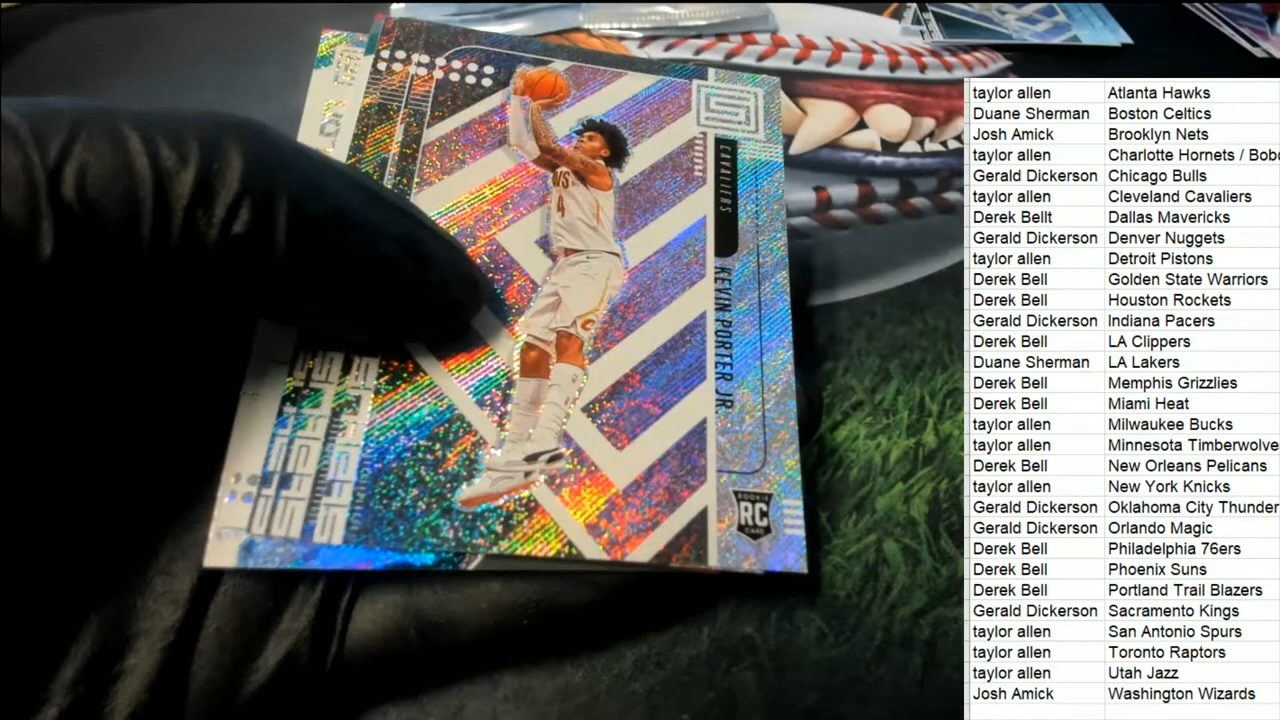 CAVALIERS
KEVIN PORTER JR.
4
ROOKIE
RC
CARD
taylor allen Atlanta Hawks
Duane Sherman Boston Celtics
Josh Amick Brooklyn Nets
taylor allen Charlotte Hornets / Bobc
Gerald Dickerson Chicago Bulls
taylor allen Cleveland Cavaliers
Derek Bellt Dallas Mavericks
Gerald Dickerson Denver Nuggets
taylor allen Detroit Pistons
Derek Bell Golden State Warriors
Derek Bell Houston Rockets
Gerald Dickerson Indiana Pacers
Derek Bell LA Clippers
Duane Sherman LA Lakers
Derek Bell Memphis Grizzlies
Derek Bell Miami Heat
taylor allen Milwaukee Bucks
taylor allen Minnesota Timberwolve
Derek Bell New Orleans Pelicans
taylor allen New York Knicks
Gerald Dickerson Oklahoma City Thunder
Gerald Dickerson Orlando Magic
Derek Bell Philadelphia 76ers
Derek Bell Phoenix Suns
Derek Bell Portland Trail Blazers
Gerald Dickerson Sacramento Kings
taylor allen San Antonio Spurs
taylor allen Toronto Raptors
taylor allen Utah Jazz
Josh Amick Washington Wizards